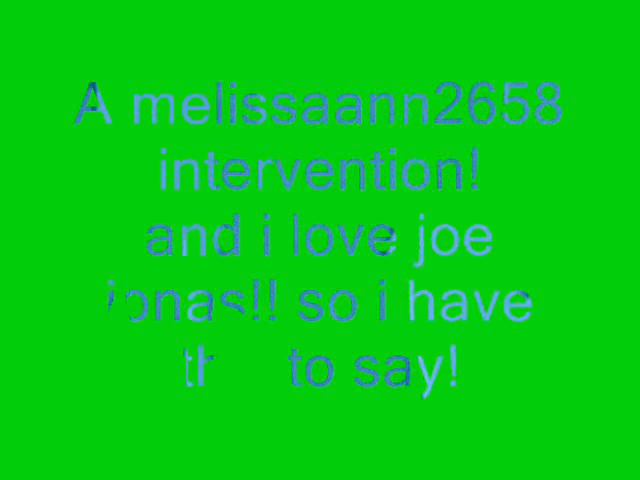 A melissaann2658
intervention!
and i love joe
jonas!! so i have
to say!